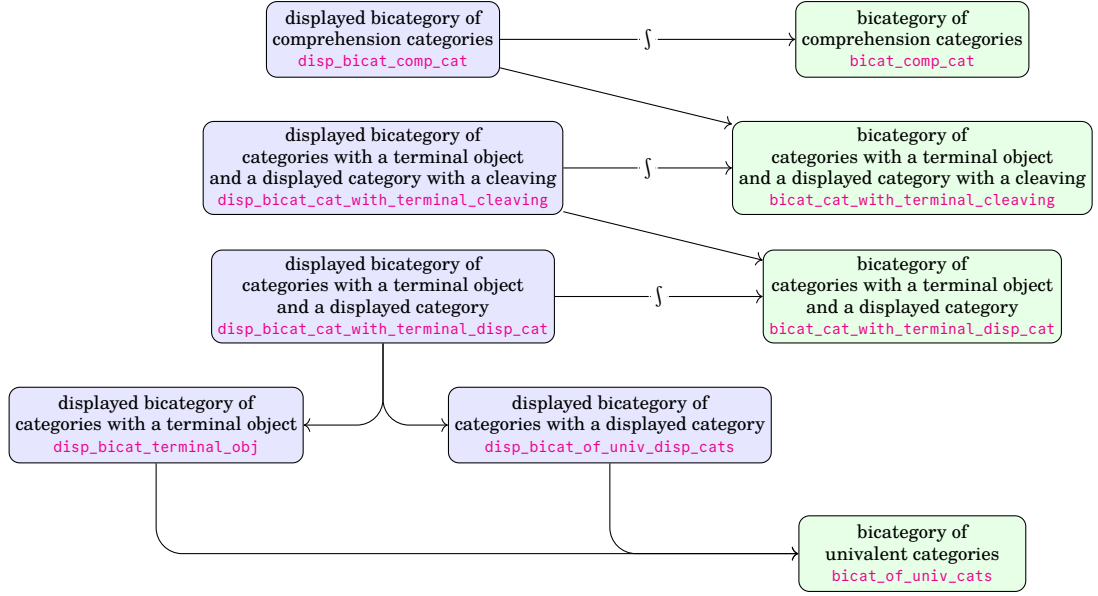 displayed bicategory of
comprehension categories
disp_bicat_comp_cat
∫
bicategory of
comprehension categories
bicat_comp_cat
displayed bicategory of
categories with a terminal object
and a displayed category with a cleaving
disp_bicat_cat_with_terminal_cleaving
∫
bicategory of
categories with a terminal object
and a displayed category with a cleaving
bicat_cat_with_terminal_cleaving
displayed bicategory of
categories with a terminal object
and a displayed category
disp_bicat_cat_with_terminal_disp_cat
∫
bicategory of
categories with a terminal object
and a displayed category
bicat_cat_with_terminal_disp_cat
displayed bicategory of
categories with a terminal object
disp_bicat_terminal_obj
displayed bicategory of
categories with a displayed category
disp_bicat_of_univ_disp_cats
bicategory of
univalent categories
bicat_of_univ_cats